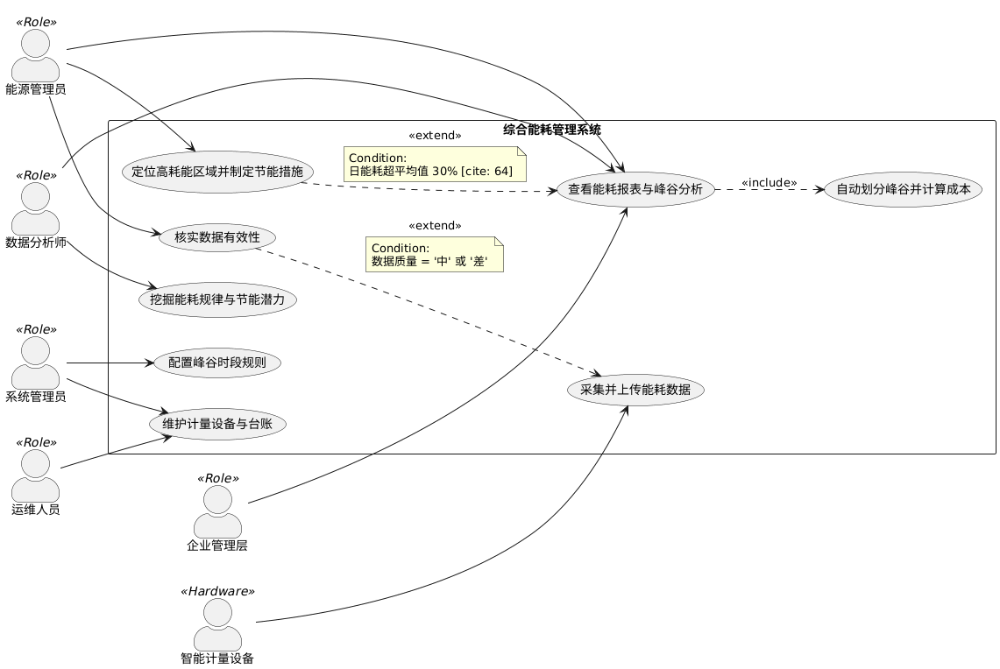 «Role»
能源管理员
«Role»
数据分析师
«Role»
系统管理员
«Role»
运维人员
综合能耗管理系统
定位高耗能区域并制定节能措施
«extend»
Condition:
日能耗超平均值 30% [cite: 64]
查看能耗报表与峰谷分析
«include»
自动划分峰谷并计算成本
核实数据有效性
«extend»
Condition:
数据质量 = '中' 或 '差'
挖掘能耗规律与节能潜力
配置峰谷时段规则
采集并上传能耗数据
维护计量设备与台账
«Role»
企业管理层
«Hardware»
智能计量设备